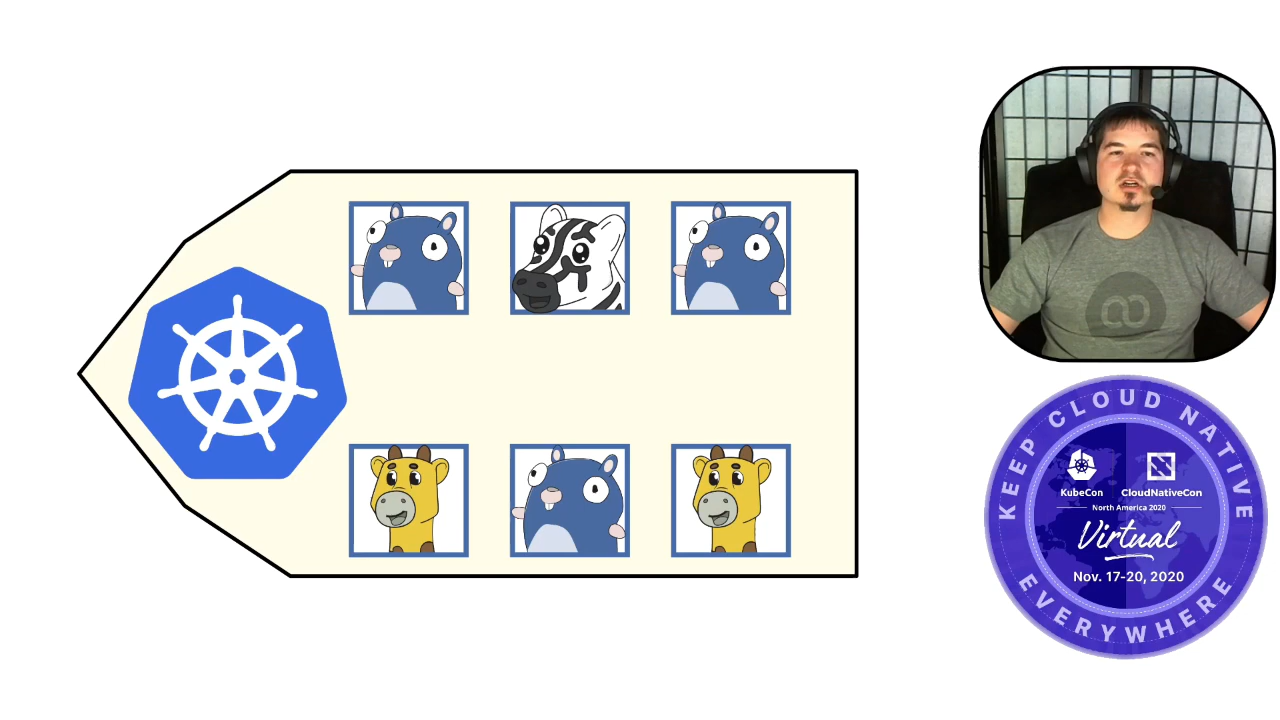 KEEP CLOUD NATIVE
KubeCon
CloudNativeCon
North America 2020
Virtual
Nov. 17-20, 2020
EVERYWHERE